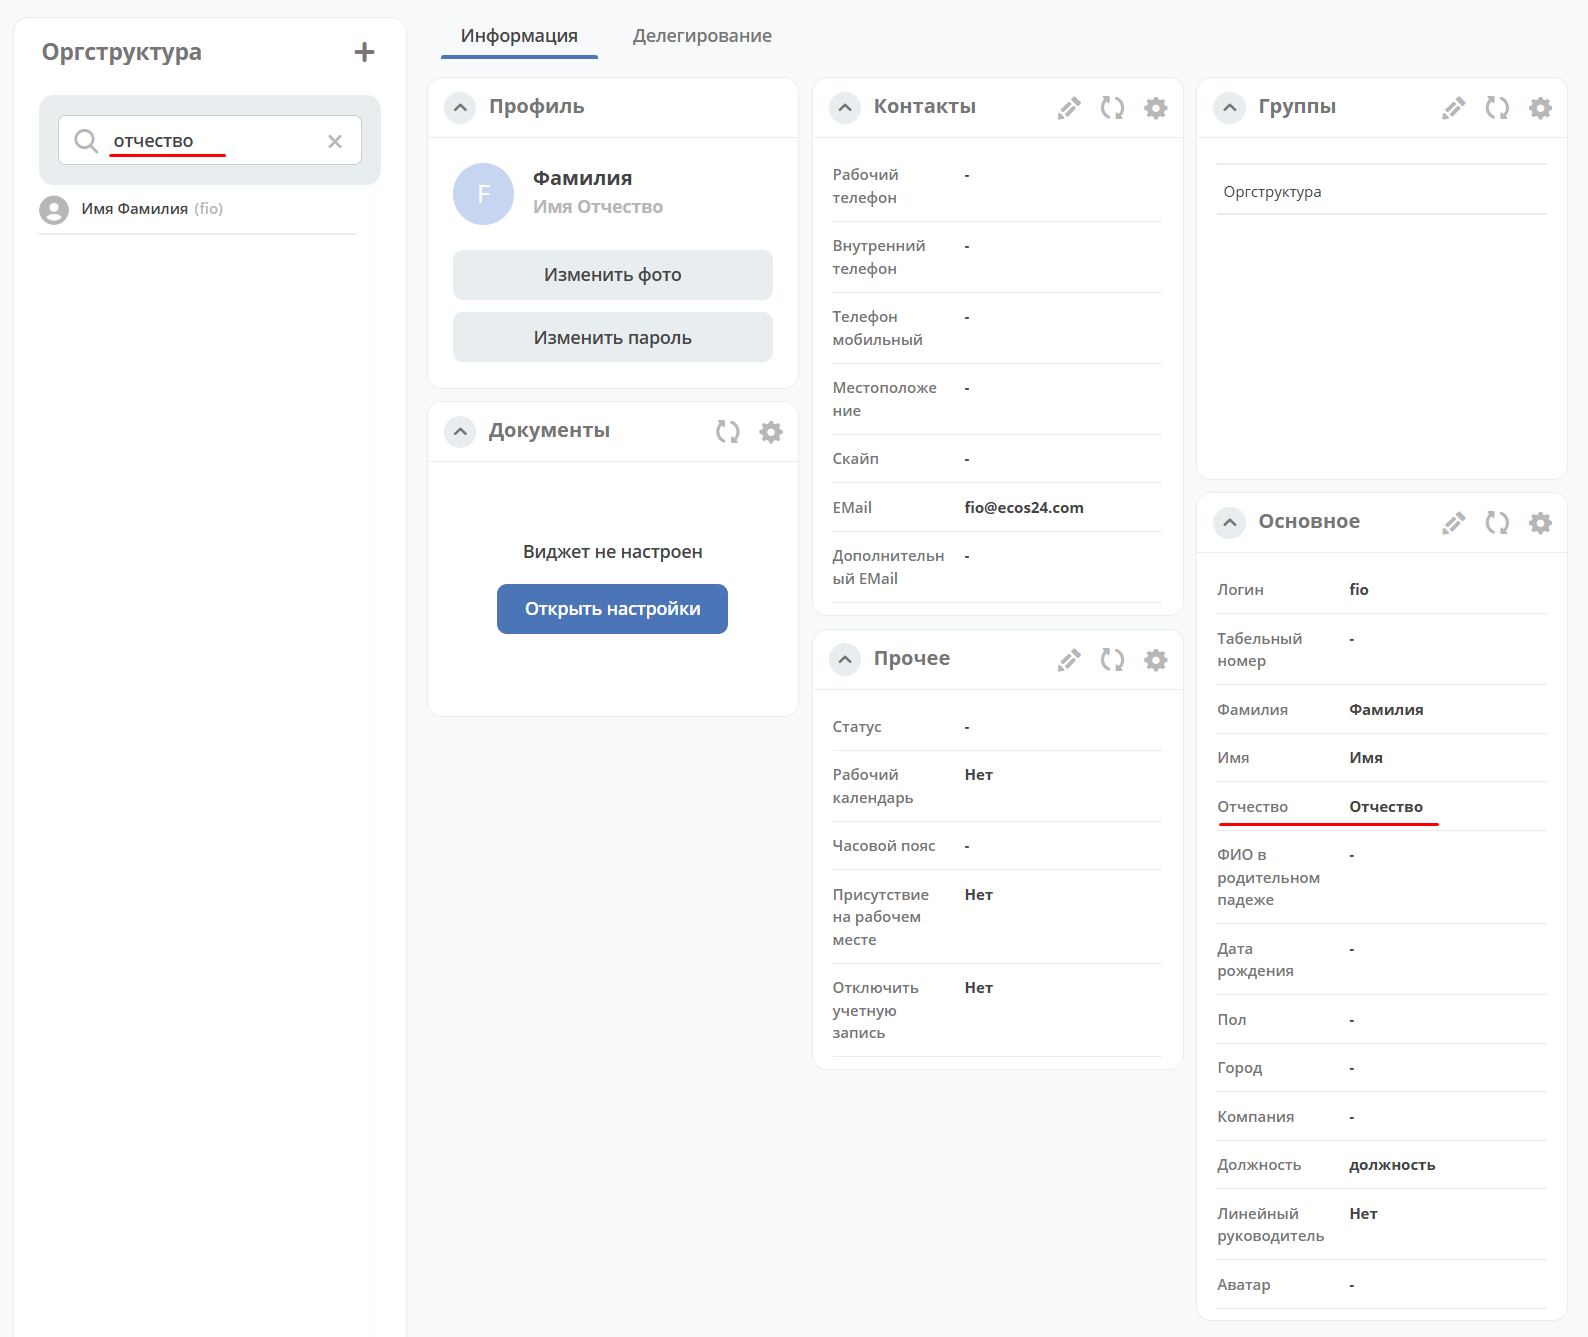 Оргструктура
отчество
Имя Фамилия (fio)
Информация
Делегирование
Профиль
F
Фамилия
Имя Отчество
Изменить фото
Изменить пароль
Документы
Виджет не настроен
Открыть настройки
Контакты
Рабочий
телефон
-
Внутренний
телефон
-
Телефон
мобильный
-
Местоположе
ние
-
Скайп -
EMail fio@ecos24.com
Дополнительн
ый EMail
-
Прочее
Статус -
Рабочий
календарь
Нет
Часовой пояс -
Присутствие
на рабочем
месте
Нет
Отключить
учетную
запись
Нет
Группы
Оргструктура
Основное
Логин fio
Табельный
номер
-
Фамилия Фамилия
Имя Имя
Отчество Отчество
ФИО в
родительном
падеже
-
Дата
рождения
-
Пол -
Город -
Компания -
Должность должность
Линейный
руководитель
Нет
Аватар -